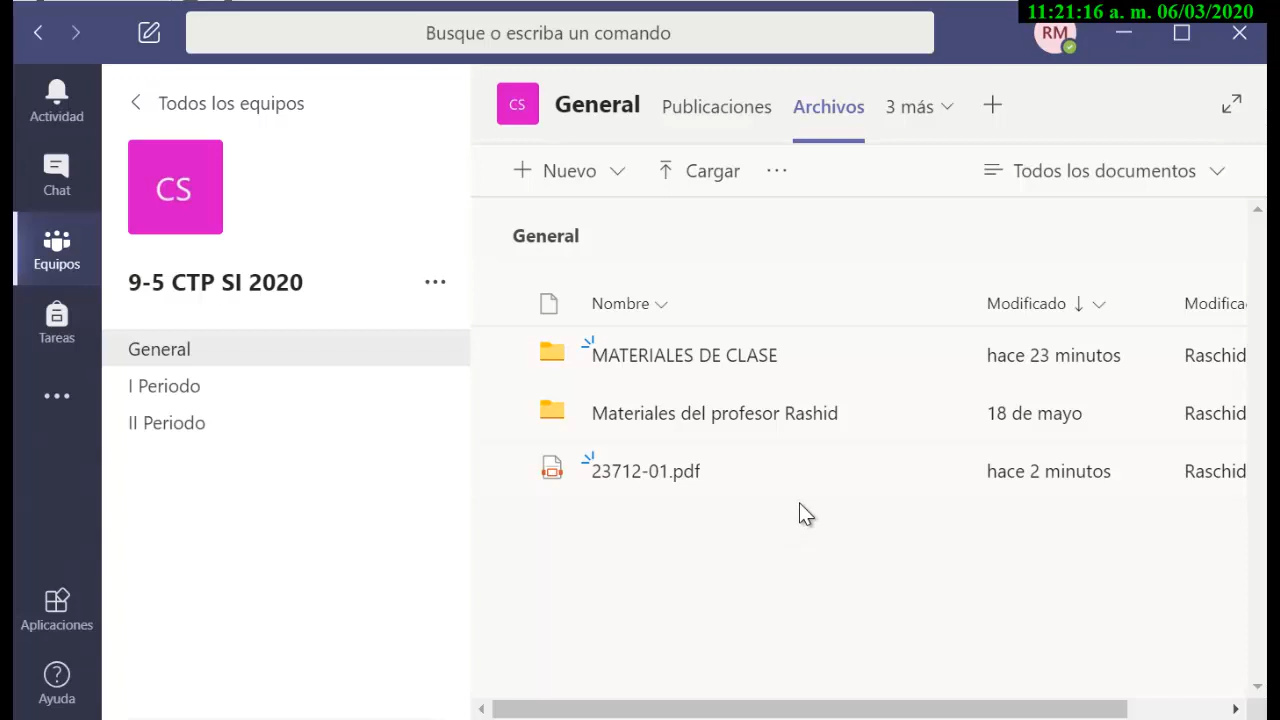 11:21:16 a. m. 06/03/2020
Busque o escriba un comando
RM
Actividad
Chat
Equipos
Tareas
Aplicaciones
Ayuda
Todos los equipos
CS
9-5 CTP SI 2020
General
I Periodo
II Periodo
CS General Publicaciones Archivos 3 más
Nuevo Cargar Todos los documentos
General
Nombre Modificado Modifica
MATERIALES DE CLASE hace 23 minutos Raschid
Materiales del profesor Rashid 18 de mayo Raschid
23712-01.pdf hace 2 minutos Raschid